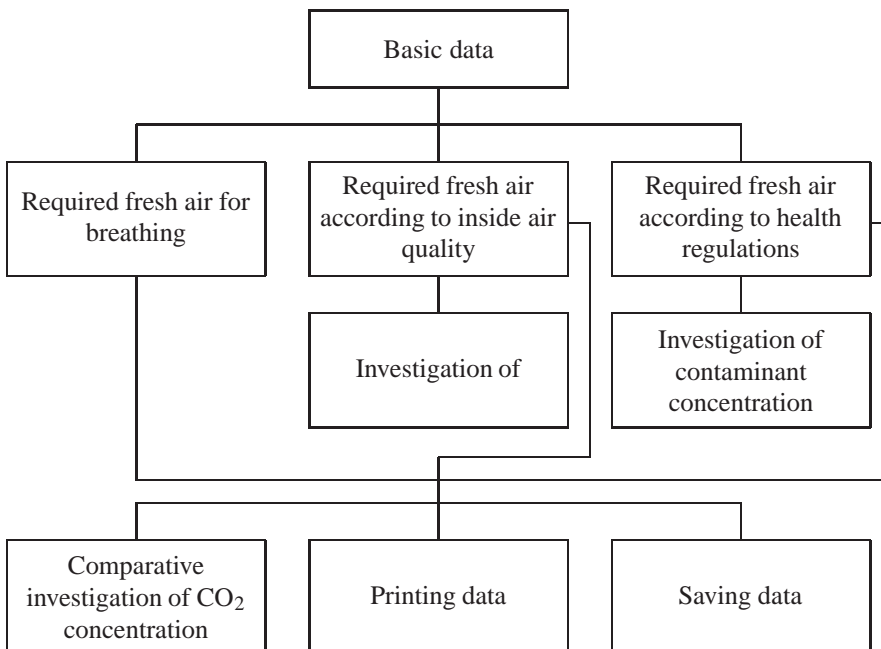 Basic data
Required fresh air for
breathing
Required fresh air
according to inside air
quality
Required fresh air
according to health
regulations
Investigation of
Investigation of
contaminant
concentration
Comparative
investigation of CO₂
concentration
Printing data
Saving data